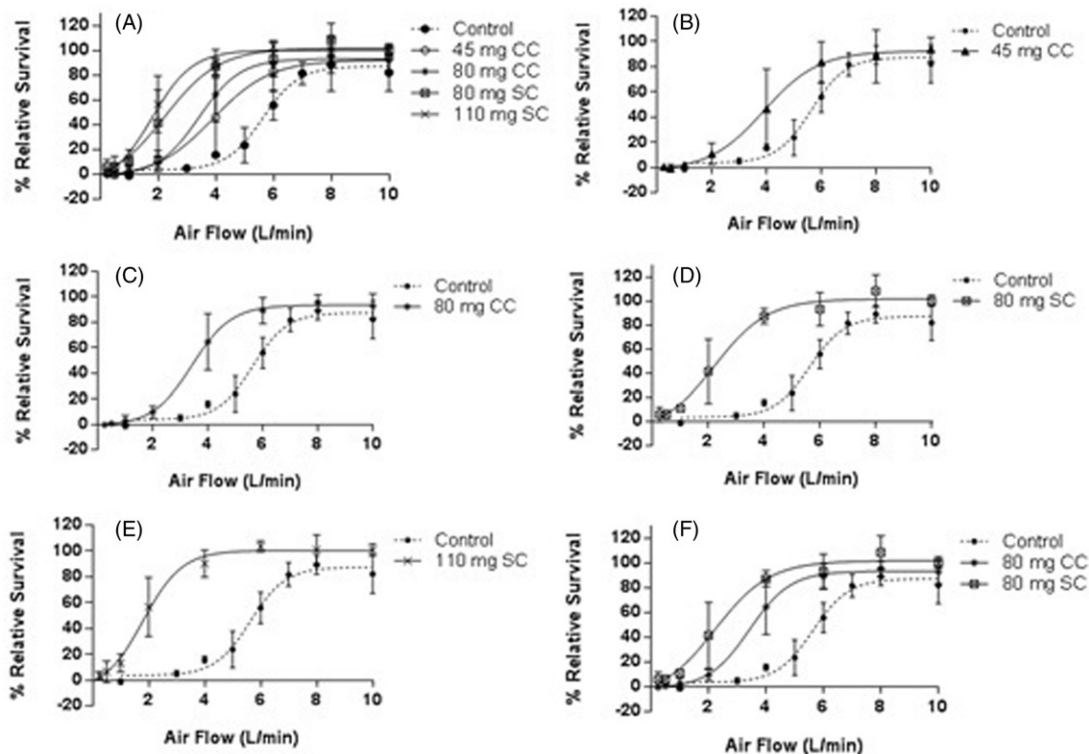 (A)
120
100
80
60
40
20
0
-20
% Relative Survival
2 4 6 8 10
Air Flow (L/min)
Control
45 mg CC
80 mg CC
80 mg SC
110 mg SC
(B)
120
100
80
60
40
20
0
-20
% Relative Survival
2 4 6 8 10
Air Flow (L/min)
Control
45 mg CC
(C)
120
100
80
60
40
20
0
-20
% Relative Survival
2 4 6 8 10
Air Flow (L/min)
Control
80 mg CC
(D)
120
100
80
60
40
20
0
-20
% Relative Survival
2 4 6 8 10
Air Flow (L/min)
Control
80 mg SC
(E)
120
100
80
60
40
20
0
-20
% Relative Survival
2 4 6 8 10
Air Flow (L/min)
Control
110 mg SC
(F)
120
100
80
60
40
20
0
-20
% Relative Survival
2 4 6 8 10
Air Flow (L/min)
Control
80 mg CC
80 mg SC